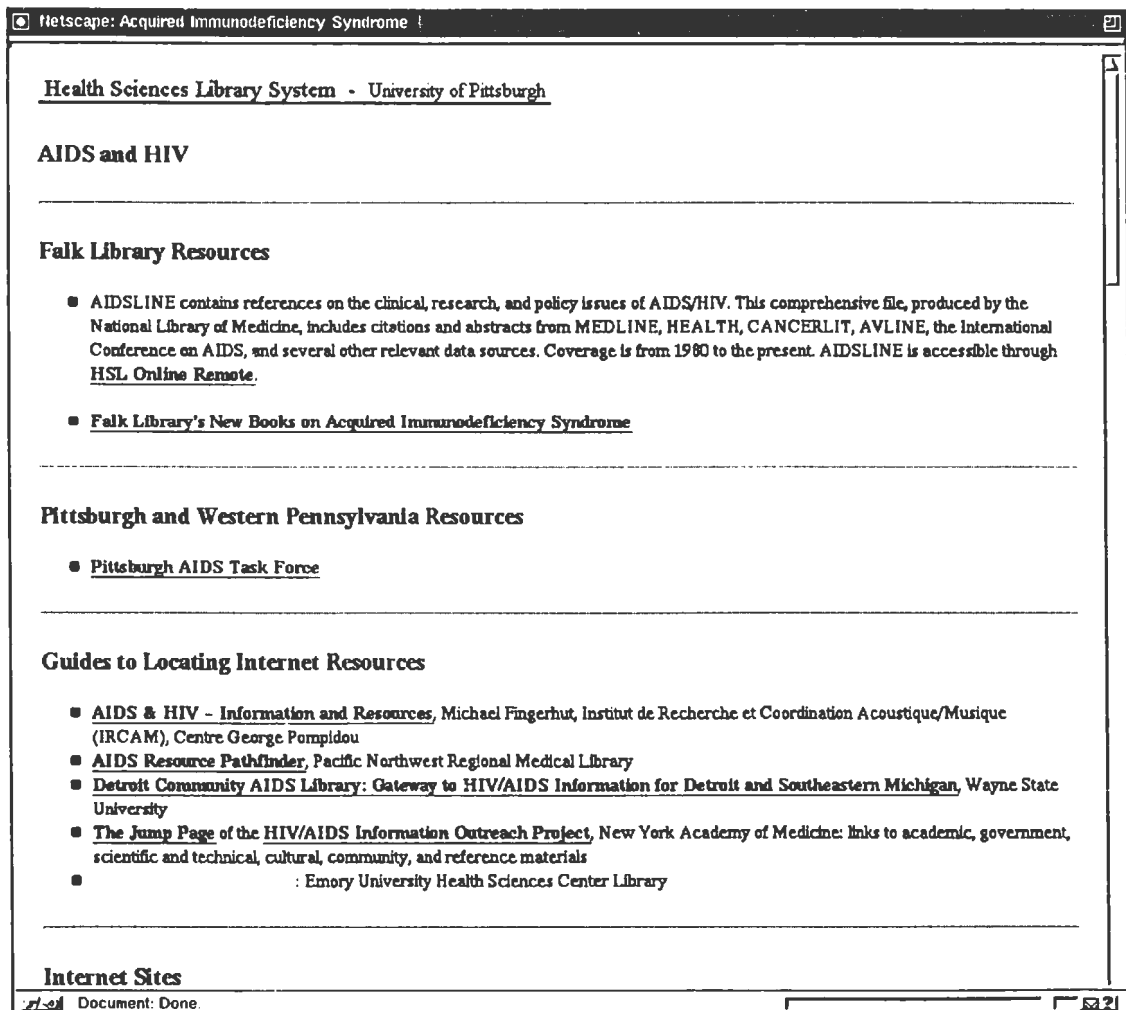 Netscape: Acquired Immunodeficiency Syndrome
Health Sciences Library System - University of Pittsburgh
AIDS and HIV
Falk Library Resources
AIDSLINE contains references on the clinical, research, and policy issues of AIDS/HIV. This comprehensive file, produced by the
National Library of Medicine, includes citations and abstracts from MEDLINE, HEALTH, CANCERLIT, AVLINE, the International
Conference on AIDS, and several other relevant data sources. Coverage is from 1980 to the present. AIDSLINE is accessible through
HSL Online Remote.
Falk Library's New Books on Acquired Immunodeficiency Syndrome
Pittsburgh and Western Pennsylvania Resources
Pittsburgh AIDS Task Force
Guides to Locating Internet Resources
AIDS & HIV - Information and Resources, Michael Fingerhut, Institut de Recherche et Coordination Acoustique/Musique
(IRCAM), Centre George Pompidou
AIDS Resource Pathfinder, Pacific Northwest Regional Medical Library
Detroit Community AIDS Library: Gateway to HIV/AIDS Information for Detroit and Southeastern Michigan, Wayne State
University
The Jump Page of the HIV/AIDS Information Outreach Project, New York Academy of Medicine: links to academic, government,
scientific and technical, cultural, community, and reference materials
: Emory University Health Sciences Center Library
Internet Sites
Document: Done.